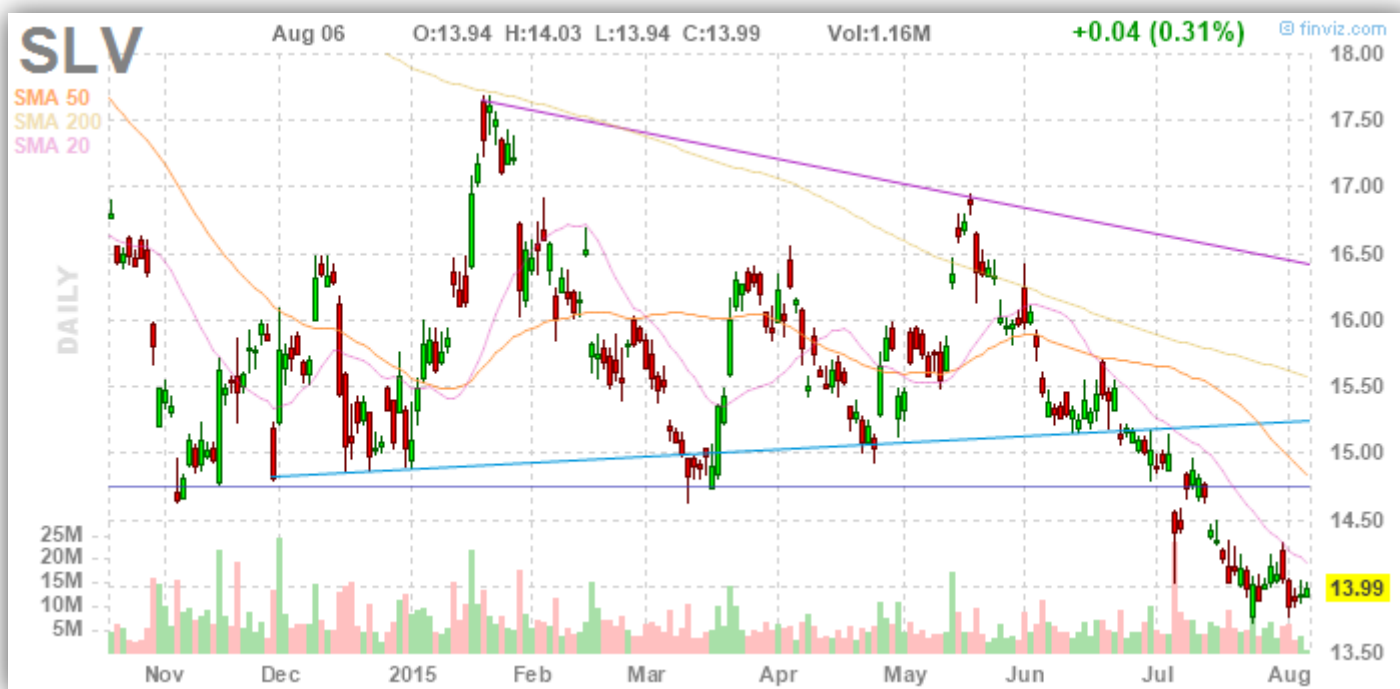 SLV Aug 06 O:13.94 H:14.03 L:13.94 C:13.99 Vol:1.16M +0.04 (0.31%) © finviz.com
SMA 50
SMA 200
SMA 20
DAILY
18.00
17.50
17.00
16.50
16.00
15.50
15.00
14.50
13.99
13.50
25M
20M
15M
10M
5M
Nov Dec 2015 Feb Mar Apr May Jun Jul Aug